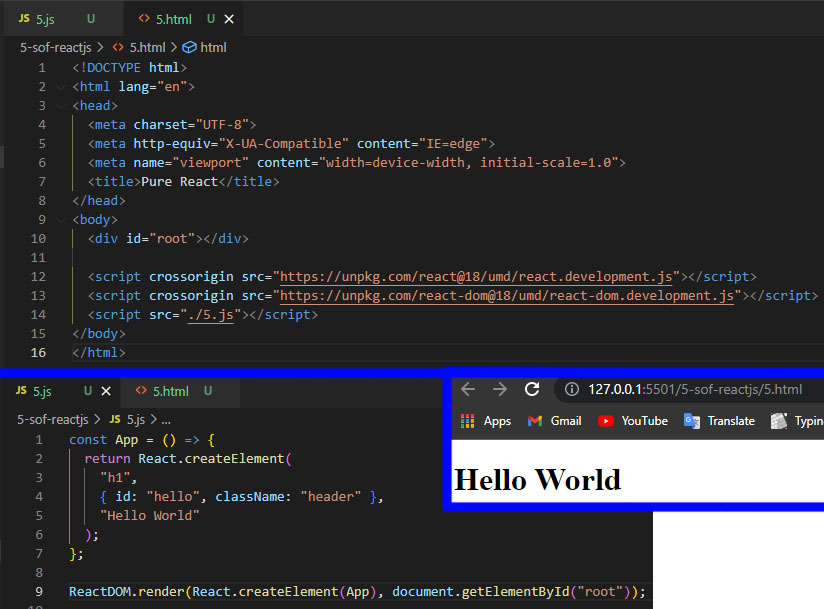 JS 5.js U <> 5.html U ×
5-sof-reactjs > <> 5.html > html
1 <!DOCTYPE html>
2 <html lang="en">
3 <head>
4 <meta charset="UTF-8">
5 <meta http-equiv="X-UA-Compatible" content="IE=edge">
6 <meta name="viewport" content="width=device-width, initial-scale=1.0">
7 <title>Pure React</title>
8 </head>
9 <body>
10 <div id="root"></div>
11
12 <script crossorigin src="https://unpkg.com/react@18/umd/react.development.js"></script>
13 <script crossorigin src="https://unpkg.com/react-dom@18/umd/react-dom.development.js"></script>
14 <script src="./5.js"></script>
15 </body>
16 </html>
JS 5.js U × <> 5.html U
5-sof-reactjs > JS 5.js > ...
1 const App = () => {
2 return React.createElement(
3 "h1",
4 { id: "hello", className: "header" },
5 "Hello World"
6 );
7 };
8
9 ReactDOM.render(React.createElement(App), document.getElementById("root"));
10
127.0.0.1:5501/5-sof-reactjs/5.html
Apps Gmail YouTube Translate Typin
Hello World